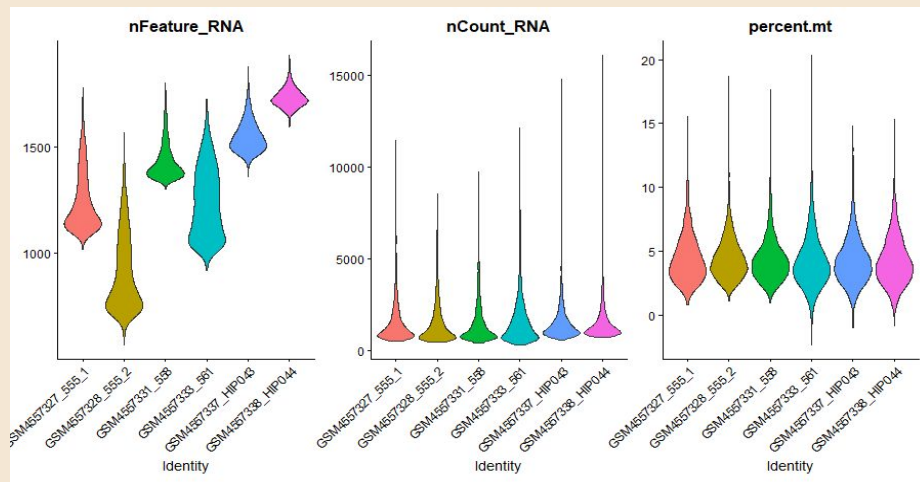 nFeature_RNA
1500
1000
GSM4557327_555_1
GSM4557328_555_2
GSM4557331_558
GSM4557333_561
GSM4557337_HIP043
GSM4557338_HIP044
Identity
nCount_RNA
15000
10000
5000
0
GSM4557327_555_1
GSM4557328_555_2
GSM4557331_558
GSM4557333_561
GSM4557337_HIP043
GSM4557338_HIP044
Identity
percent.mt
20
15
10
5
0
GSM4557327_555_1
GSM4557328_555_2
GSM4557331_558
GSM4557333_561
GSM4557337_HIP043
GSM4557338_HIP044
Identity